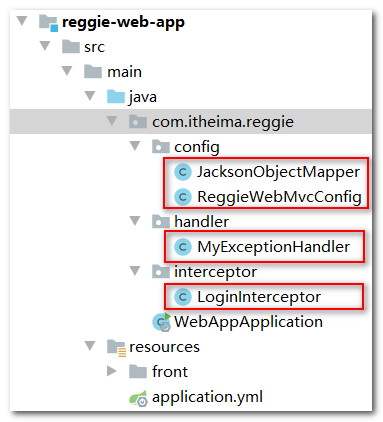 reggie-web-app
src
main
java
com.itheima.reggie
config
JacksonObjectMapper
ReggieWebMvcConfig
handler
MyExceptionHandler
interceptor
LoginInterceptor
WebAppApplication
resources
front
application.yml